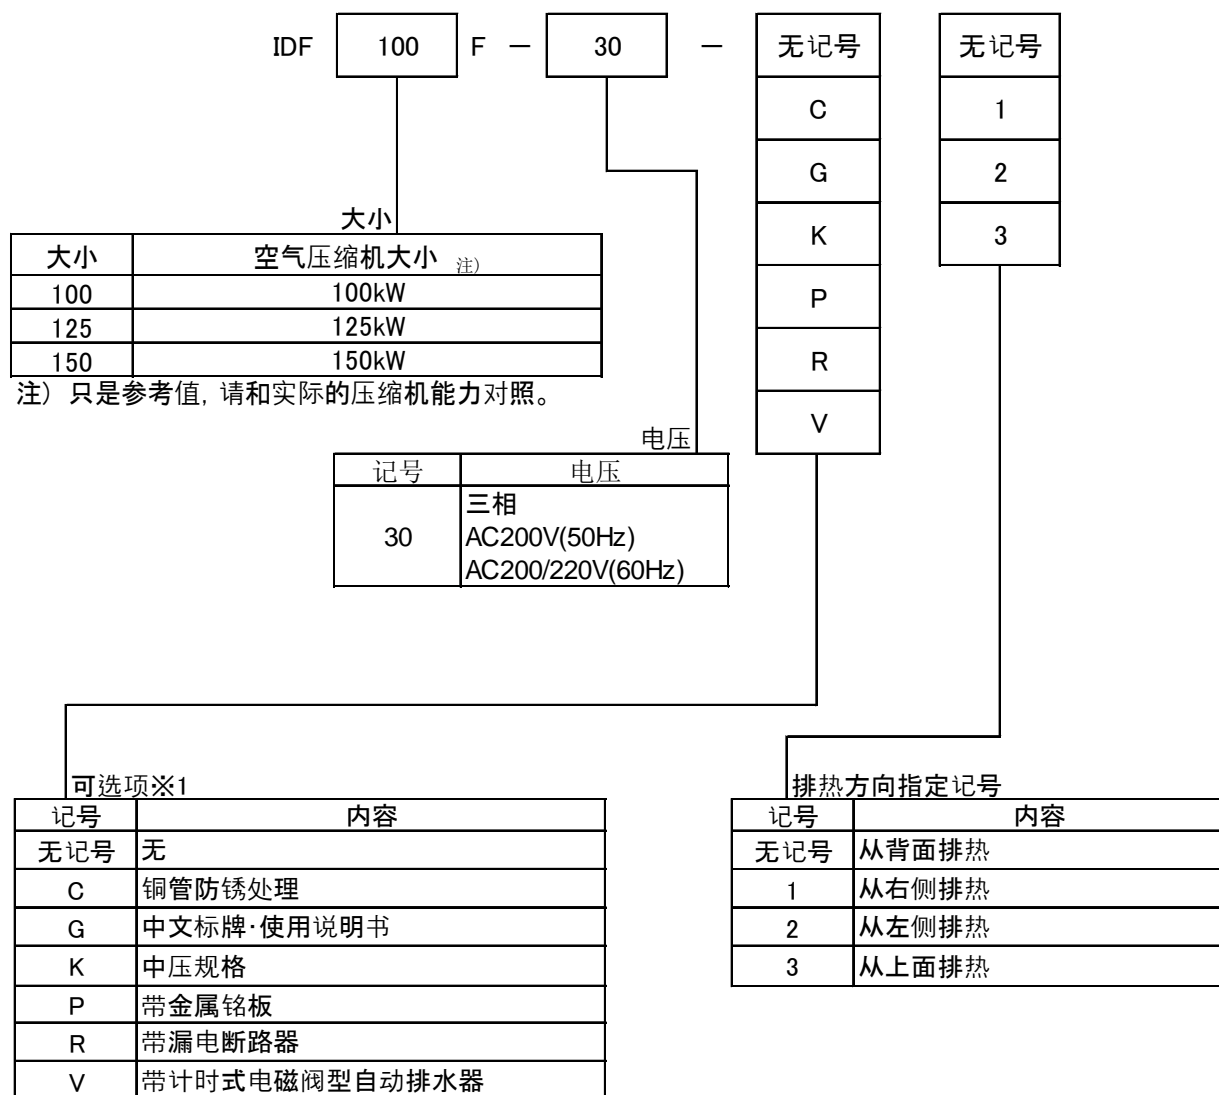 IDF 100 F － 30 － 无记号 无记号
C 1
G 2
K 3
P
R
V
大小
大小 空气压缩机大小 注)
100 100kW
125 125kW
150 150kW
注）只是参考值, 请和实际的压缩机能力对照。
电压
记号 电压
30 三相
AC200V(50Hz)
AC200/220V(60Hz)
可选项※1
记号 内容
无记号 无
C 铜管防锈处理
G 中文标牌·使用说明书
K 中压规格
P 带金属铭板
R 带漏电断路器
V 带计时式电磁阀型自动排水器
排热方向指定记号
记号 内容
无记号 从背面排热
1 从右侧排热
2 从左侧排热
3 从上面排热